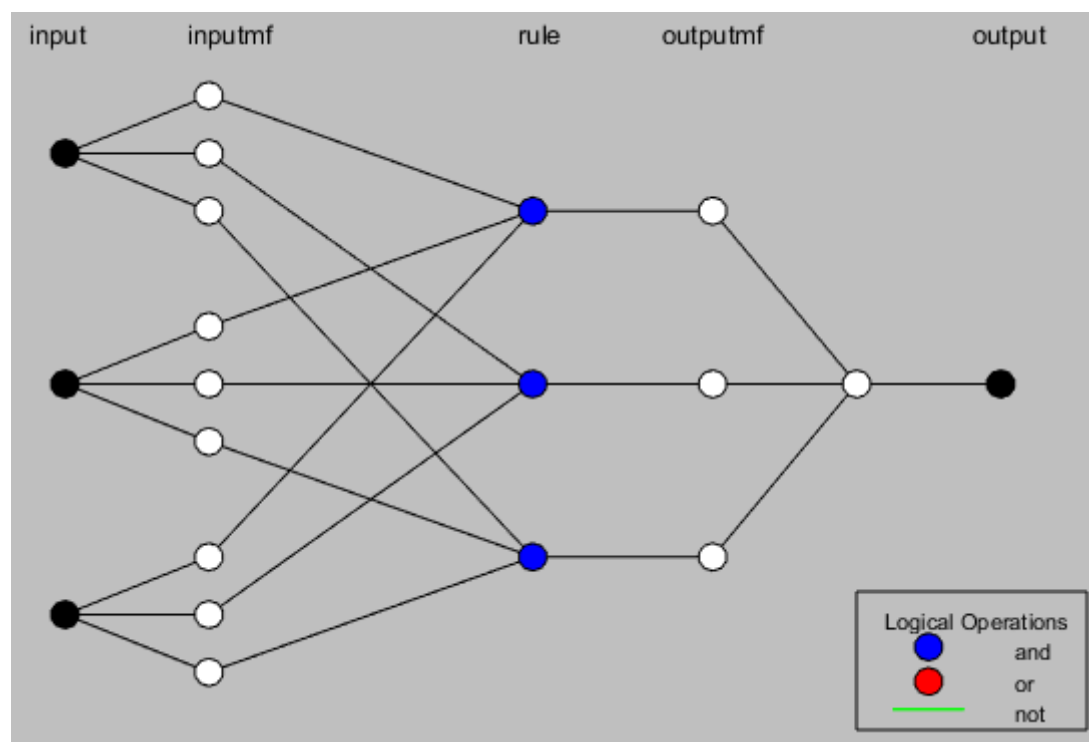 input inputmf rule outputmf output
Logical Operations
and
or
not